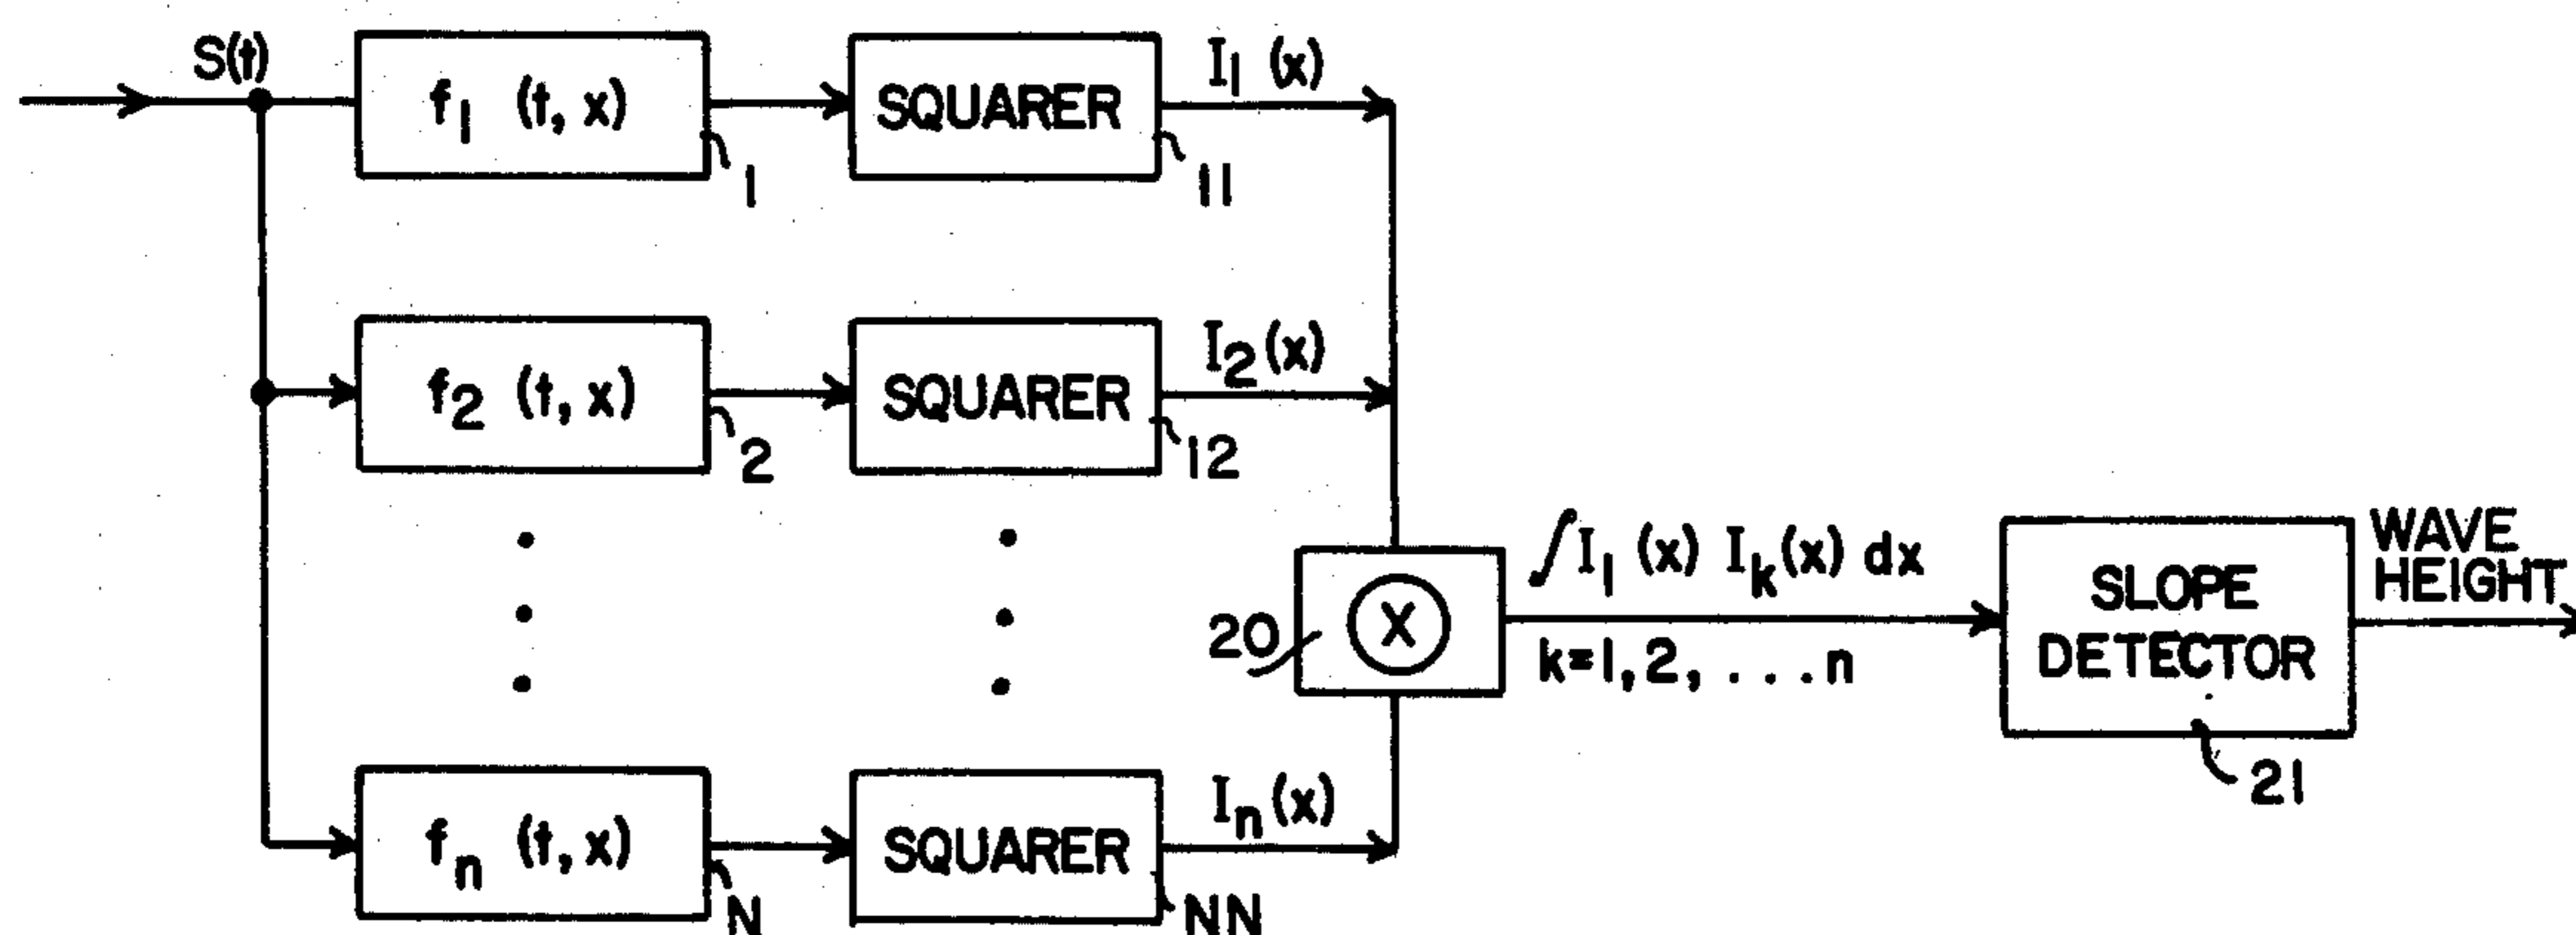 S(t)
f1 (t, x)
1
SQUARER
11
I1 (x)
f2 (t, x)
2
SQUARER
12
I2 (x)
fn (t, x)
N
SQUARER
NN
In (x)
20
X
∫I1 (x) Ik (x) dx
k=1, 2, . . . n
SLOPE
DETECTOR
21
WAVE
HEIGHT